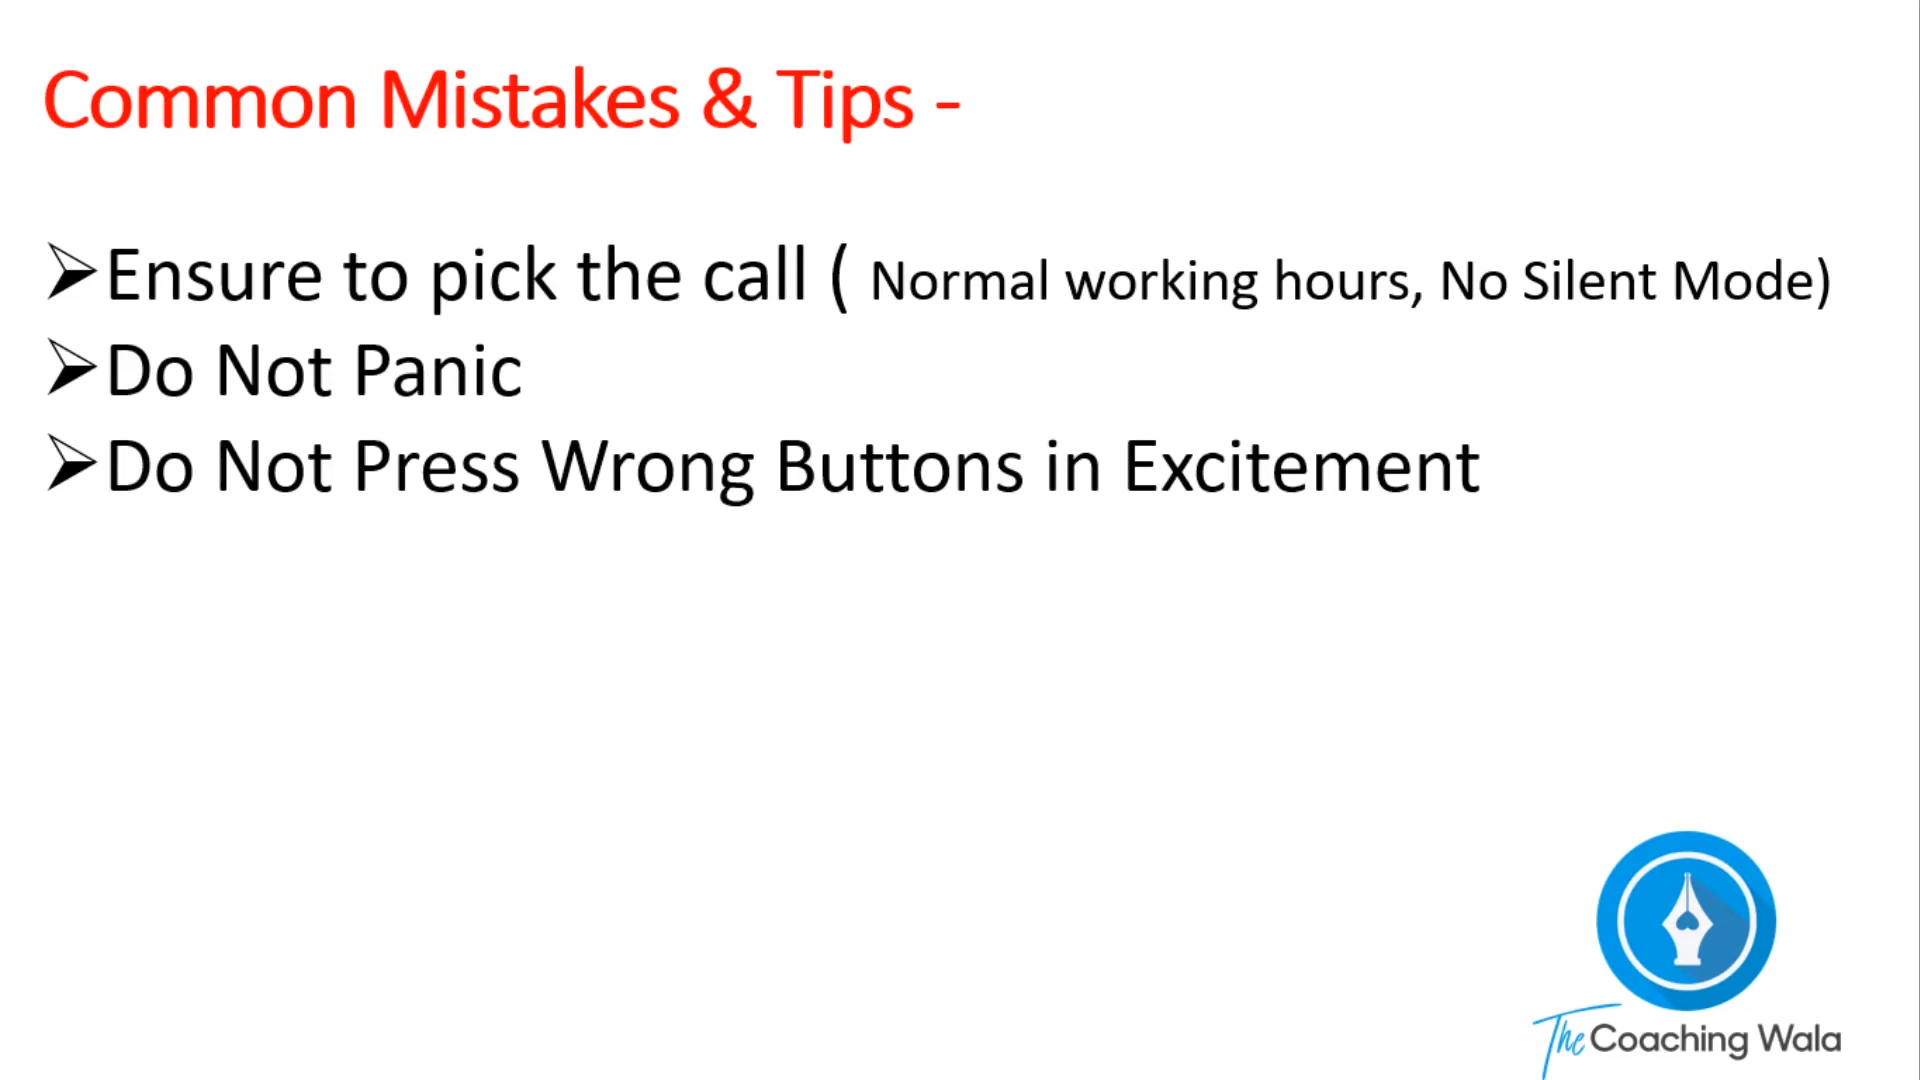 Common Mistakes & Tips -
➢Ensure to pick the call ( Normal working hours, No Silent Mode)
➢Do Not Panic
➢Do Not Press Wrong Buttons in Excitement
The Coaching Wala